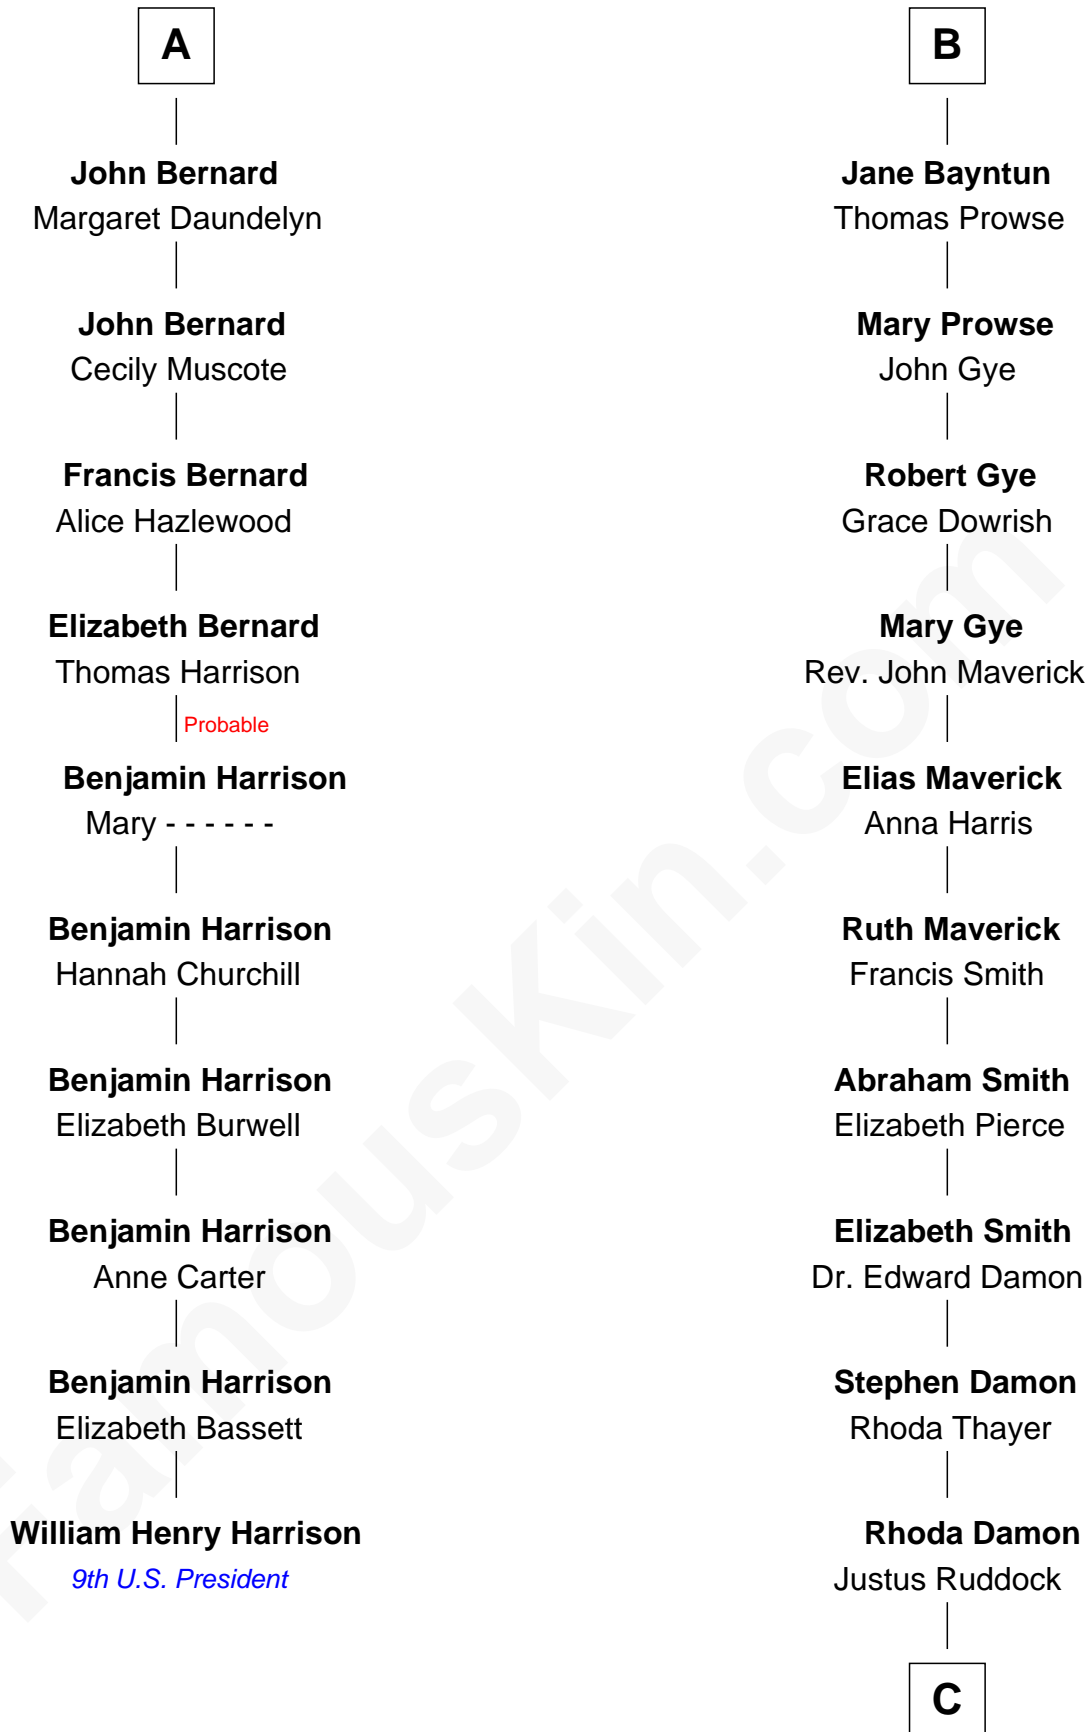 A
John Bernard
Margaret Daundelyn
John Bernard
Cecily Muscote
Francis Bernard
Alice Hazlewood
Elizabeth Bernard
Thomas Harrison
Probable
Benjamin Harrison
Mary - - - - - -
Benjamin Harrison
Hannah Churchill
Benjamin Harrison
Elizabeth Burwell
Benjamin Harrison
Anne Carter
Benjamin Harrison
Elizabeth Bassett
William Henry Harrison
9th U.S. President
B
Jane Bayntun
Thomas Prowse
Mary Prowse
John Gye
Robert Gye
Grace Dowrish
Mary Gye
Rev. John Maverick
Elias Maverick
Anna Harris
Ruth Maverick
Francis Smith
Abraham Smith
Elizabeth Pierce
Elizabeth Smith
Dr. Edward Damon
Stephen Damon
Rhoda Thayer
Rhoda Damon
Justus Ruddock
C
FamousKin.com